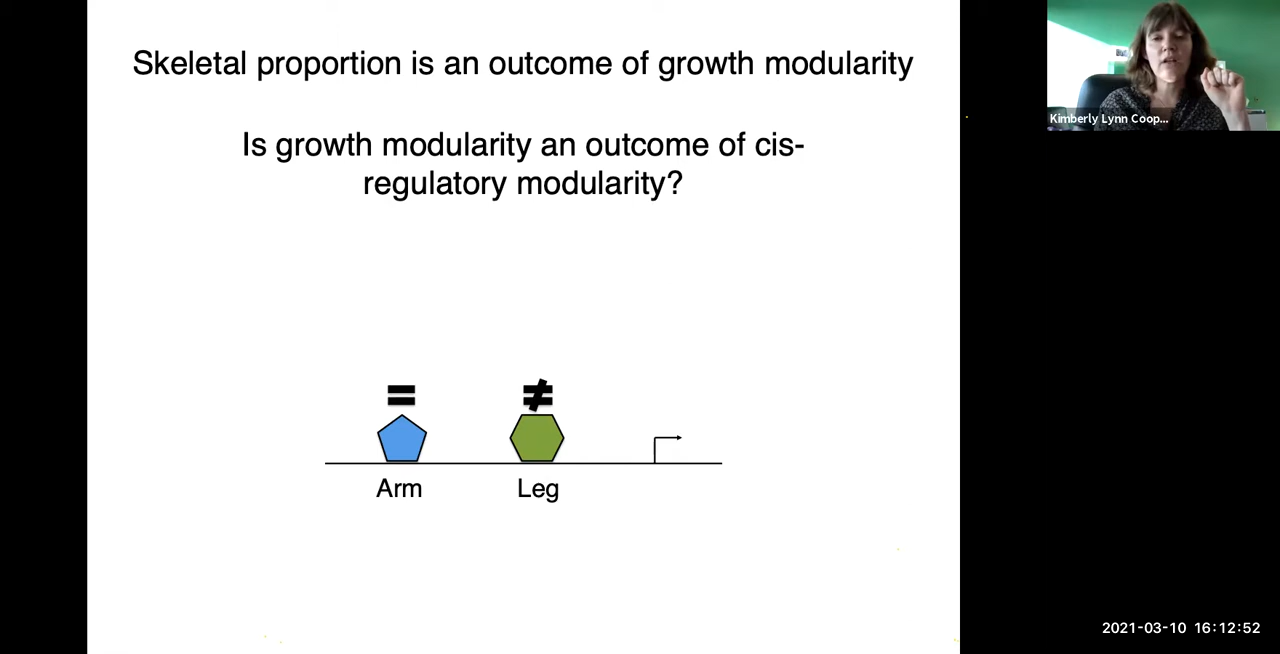 Skeletal proportion is an outcome of growth modularity
Is growth modularity an outcome of cis-
regulatory modularity?
=
≠
Arm
Leg
Kimberly Lynn Coop...
2021-03-10 16:12:52